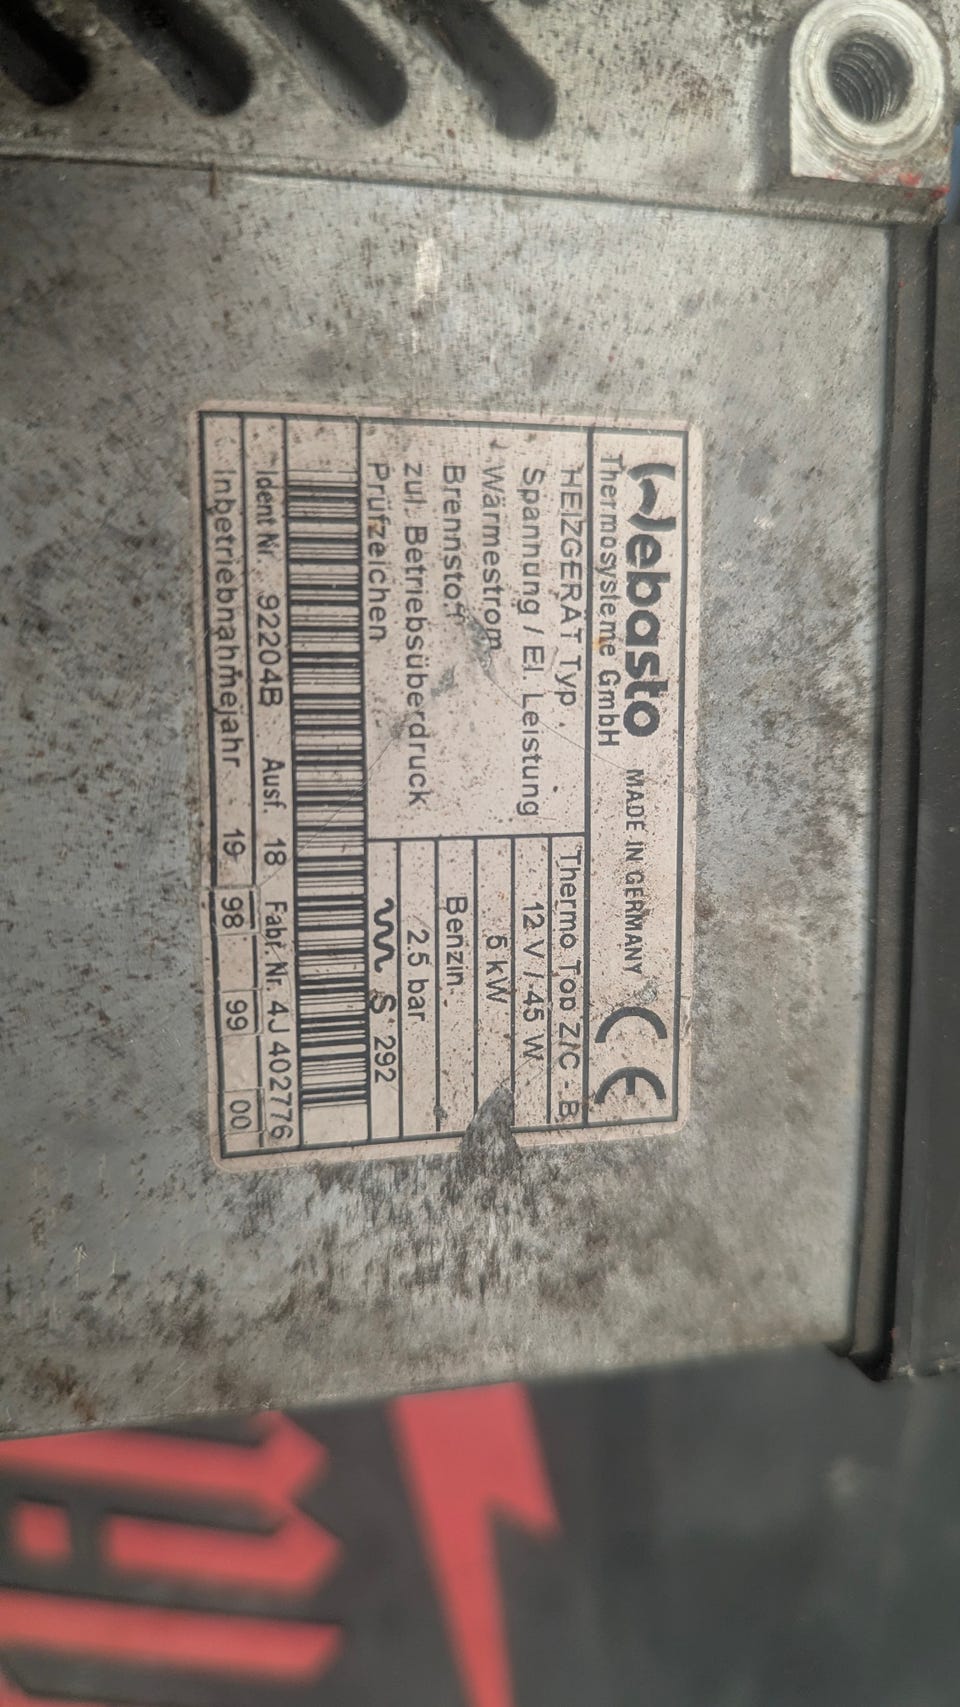 Webasto MADE IN GERMANY CE
Thermosysteme GmbH
HEIZGERÄT Typ Thermo Top Z/C - B
Spannung / El. Leistung 12 V / 45 W
Wärmestrom 5 kW
Brennstoff Benzin
zul. Betriebsüberdruck 2.5 bar
Prüfzeichen S 292
Ident Nr. 92204B Ausf. 18 Fabr. Nr. 4J 402776
Inbetriebnahmejahr 19 98 99 00